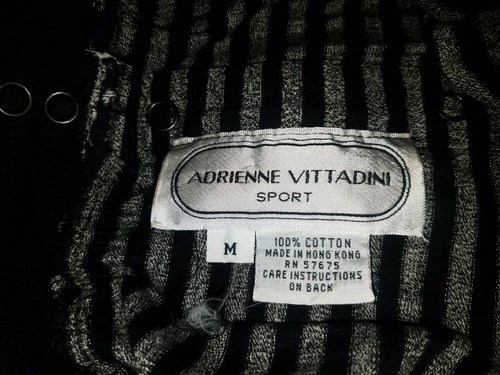 ADRIENNE VITTADINI
SPORT
M
100% COTTON
MADE IN HONG KONG
RN 57675
CARE INSTRUCTIONS
ON BACK